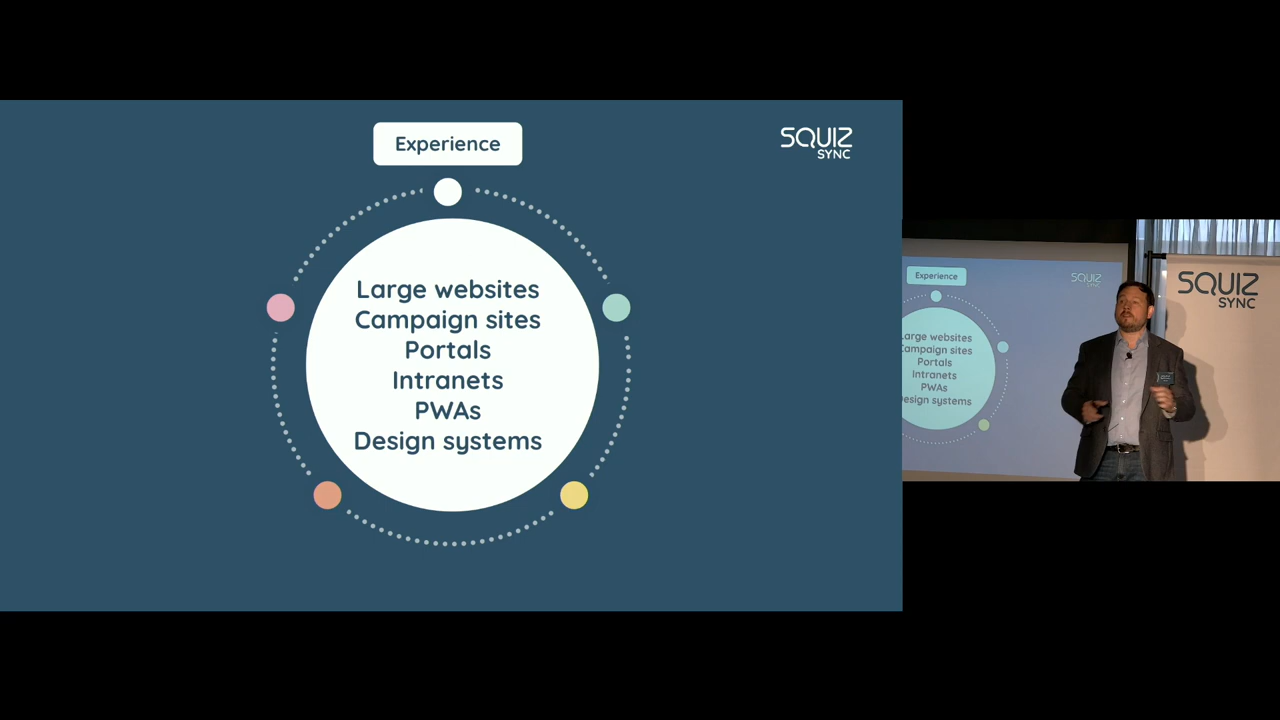 Experience
SQUIZ
SYNC
Large websites
Campaign sites
Portals
Intranets
PWAs
Design systems
Experience
SQUIZ
SYNC
Large websites
Campaign sites
Portals
Intranets
PWAs
Design systems
SQUIZ
SYNC